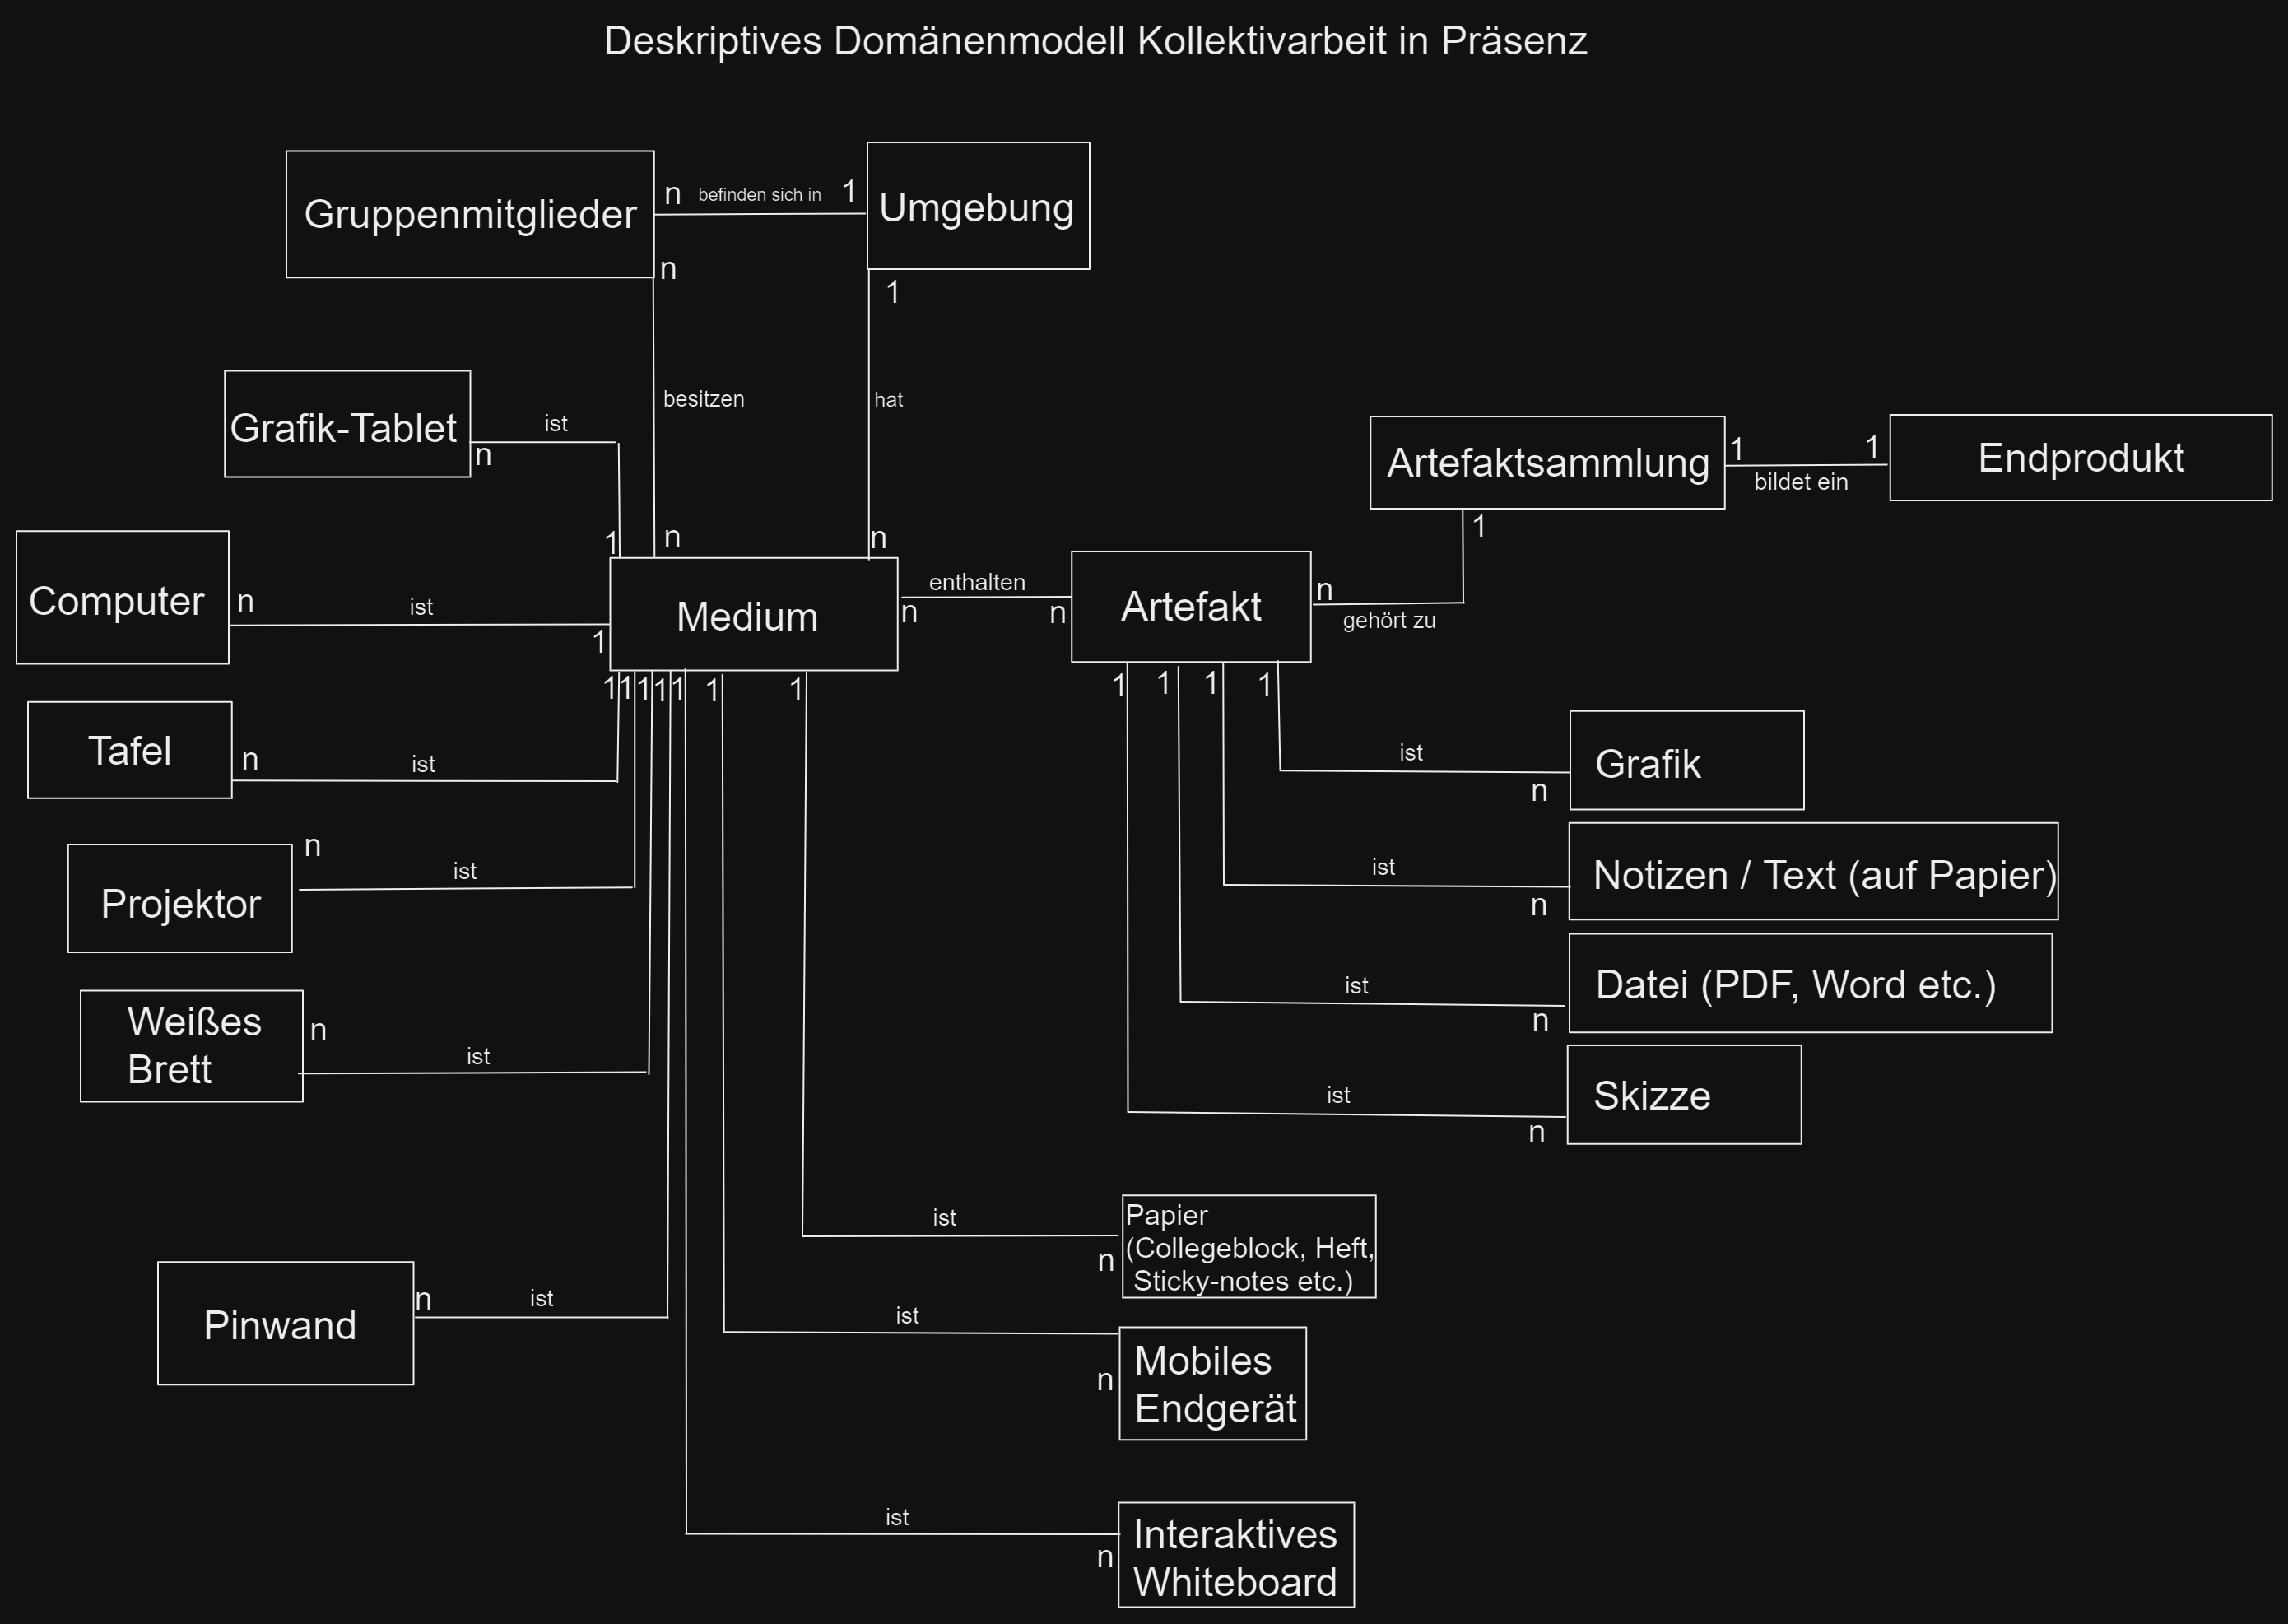 Deskriptives Domänenmodell Kollektivarbeit in Präsenz
Gruppenmitglieder
n
befinden sich in
1
Umgebung
n
1
besitzen
hat
Grafik-Tablet
ist
n
1
n
n
Artefaktsammlung
1
1
bildet ein
Endprodukt
1
Computer
n
ist
1
Medium
enthalten
n
n
Artefakt
n
gehört zu
1
1
1
1
1
1
1
1
1
1
1
Tafel
n
ist
Grafik
ist
n
Projektor
n
ist
Notizen / Text (auf Papier)
ist
n
Weißes
Brett
n
ist
Datei (PDF, Word etc.)
ist
n
Skizze
ist
n
Pinwand
n
ist
Papier
(Collegeblock, Heft,
Sticky-notes etc.)
ist
n
Mobiles
Endgerät
ist
n
Interaktives
Whiteboard
ist
n